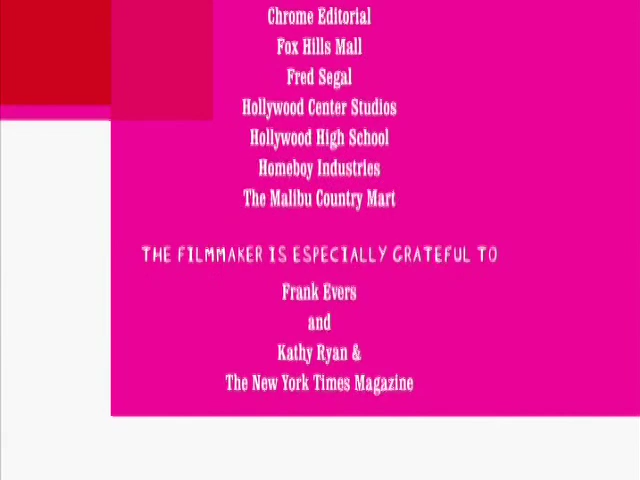 Chrome Editorial
Fox Hills Mall
Fred Segal
Hollywood Center Studios
Hollywood High School
Homeboy Industries
The Malibu Country Mart
THE FILMMAKER IS ESPECIALLY GRATEFUL TO
Frank Evers
and
Kathy Ryan &
The New York Times Magazine